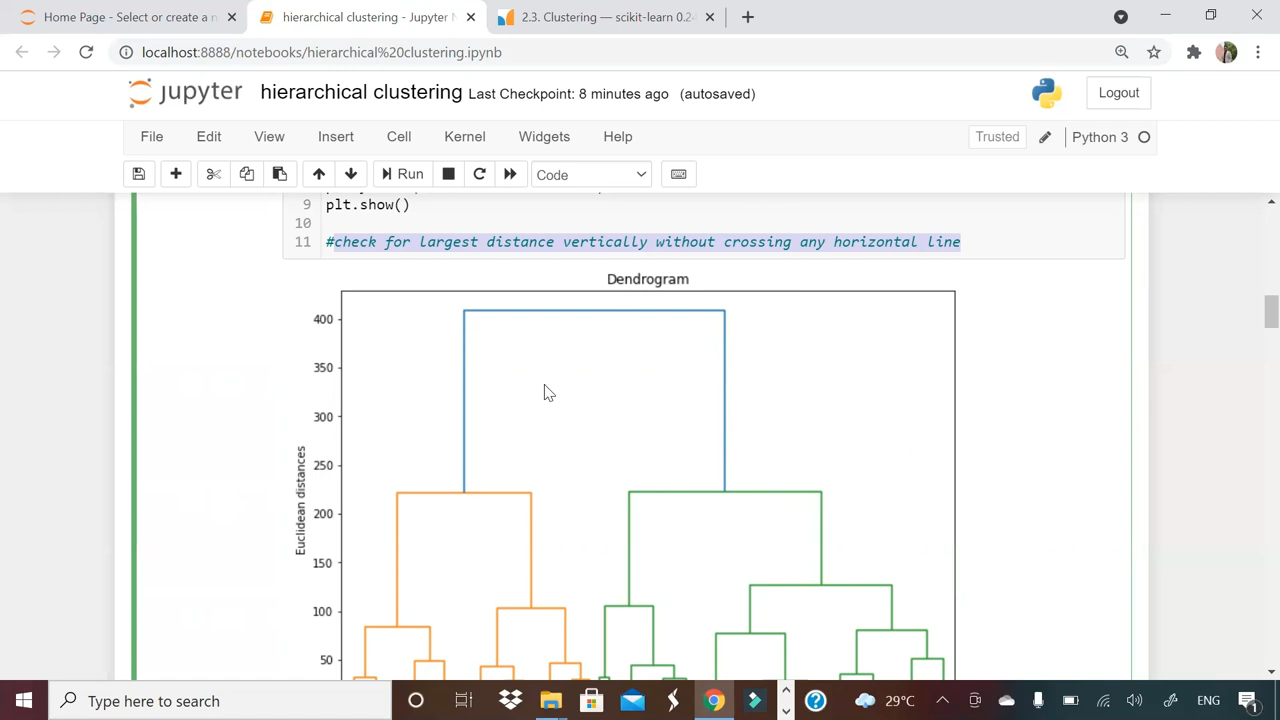 Home Page - Select or create a n
hierarchical clustering - Jupyter N
2.3. Clustering — scikit-learn 0.24
localhost:8888/notebooks/hierarchical%20clustering.ipynb
jupyter
hierarchical clustering Last Checkpoint: 8 minutes ago (autosaved)
Logout
File Edit View Insert Cell Kernel Widgets Help
Trusted
Python 3
Run
Code
9 plt.show()
10
11 #check for largest distance vertically without crossing any horizontal line
Dendrogram
400
350
300
250
200
150
100
50
Euclidean distances
Type here to search
29°C
ENG
1